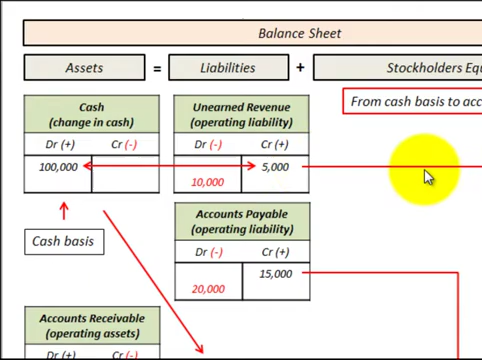 Balance Sheet
Assets = Liabilities + Stockholders Equ
From cash basis to acc
Cash
(change in cash)
Dr (+) Cr (-)
100,000
Unearned Revenue
(operating liability)
Dr (-) Cr (+)
5,000
10,000
Cash basis
Accounts Payable
(operating liability)
Dr (-) Cr (+)
15,000
20,000
Accounts Receivable
(operating assets)
Dr (+) Cr (-)